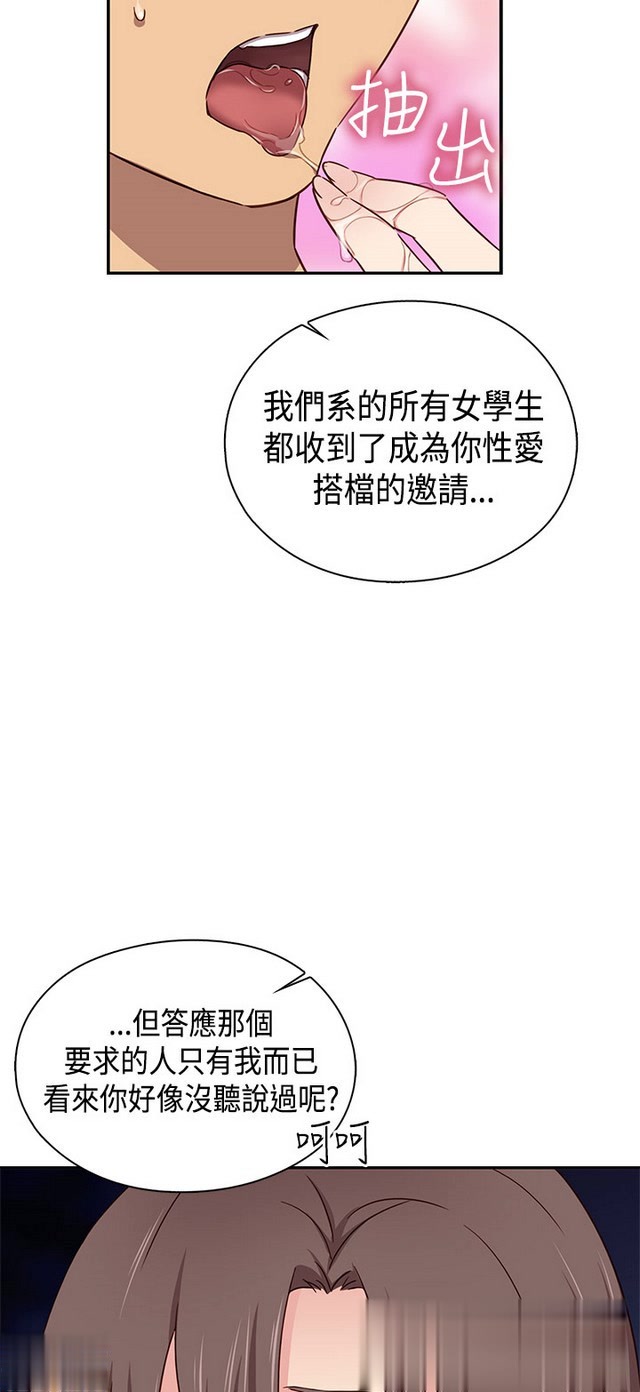 抽出
我們系的所有女學生
都收到了成為你性愛
搭檔的邀請...
...但答應那個
要求的人只有我而已
看來你好像沒聽說過呢?
呵呵